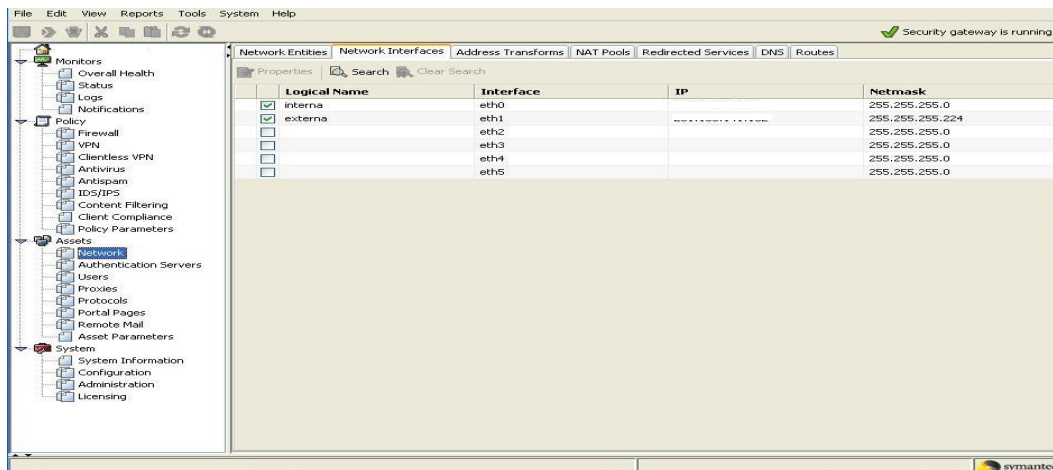 File Edit View Reports Tools System Help
Security gateway is running
Monitors
Overall Health
Status
Logs
Notifications
Policy
Firewall
VPN
Clientless VPN
Antivirus
Antispam
IDS/IPS
Content Filtering
Client Compliance
Policy Parameters
Assets
Network
Authentication Servers
Users
Proxies
Protocols
Portal Pages
Remote Mail
Asset Parameters
System
System Information
Configuration
Administration
Licensing
Network Entities Network Interfaces Address Transforms NAT Pools Redirected Services DNS Routes
Properties Search Clear Search
Logical Name Interface IP Netmask
interna eth0 255.255.255.0
externa eth1 255.255.255.224
eth2 255.255.255.0
eth3 255.255.255.0
eth4 255.255.255.0
eth5 255.255.255.0
symantec